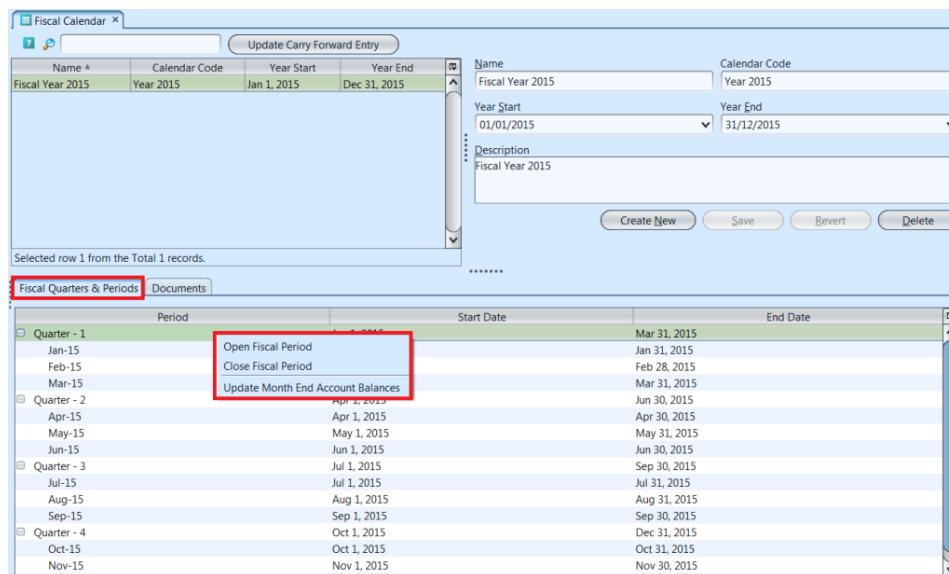 Fiscal Calendar
Update Carry Forward Entry
Name Calendar Code Year Start Year End
Fiscal Year 2015 Year 2015 Jan 1, 2015 Dec 31, 2015
Selected row 1 from the Total 1 records.
Name Calendar Code
Fiscal Year 2015 Year 2015
Year Start Year End
01/01/2015 31/12/2015
Description
Fiscal Year 2015
Create New Save Revert Delete
Fiscal Quarters & Periods Documents
Period Start Date End Date
Quarter - 1 Mar 31, 2015
Jan-15 Jan 31, 2015
Feb-15 Feb 28, 2015
Mar-15 Mar 31, 2015
Open Fiscal Period
Close Fiscal Period
Update Month End Account Balances
Quarter - 2 Apr 1, 2015 Jun 30, 2015
Apr-15 Apr 1, 2015 Apr 30, 2015
May-15 May 1, 2015 May 31, 2015
Jun-15 Jun 1, 2015 Jun 30, 2015
Quarter - 3 Jul 1, 2015 Sep 30, 2015
Jul-15 Jul 1, 2015 Jul 31, 2015
Aug-15 Aug 1, 2015 Aug 31, 2015
Sep-15 Sep 1, 2015 Sep 30, 2015
Quarter - 4 Oct 1, 2015 Dec 31, 2015
Oct-15 Oct 1, 2015 Oct 31, 2015
Nov-15 Nov 1, 2015 Nov 30, 2015